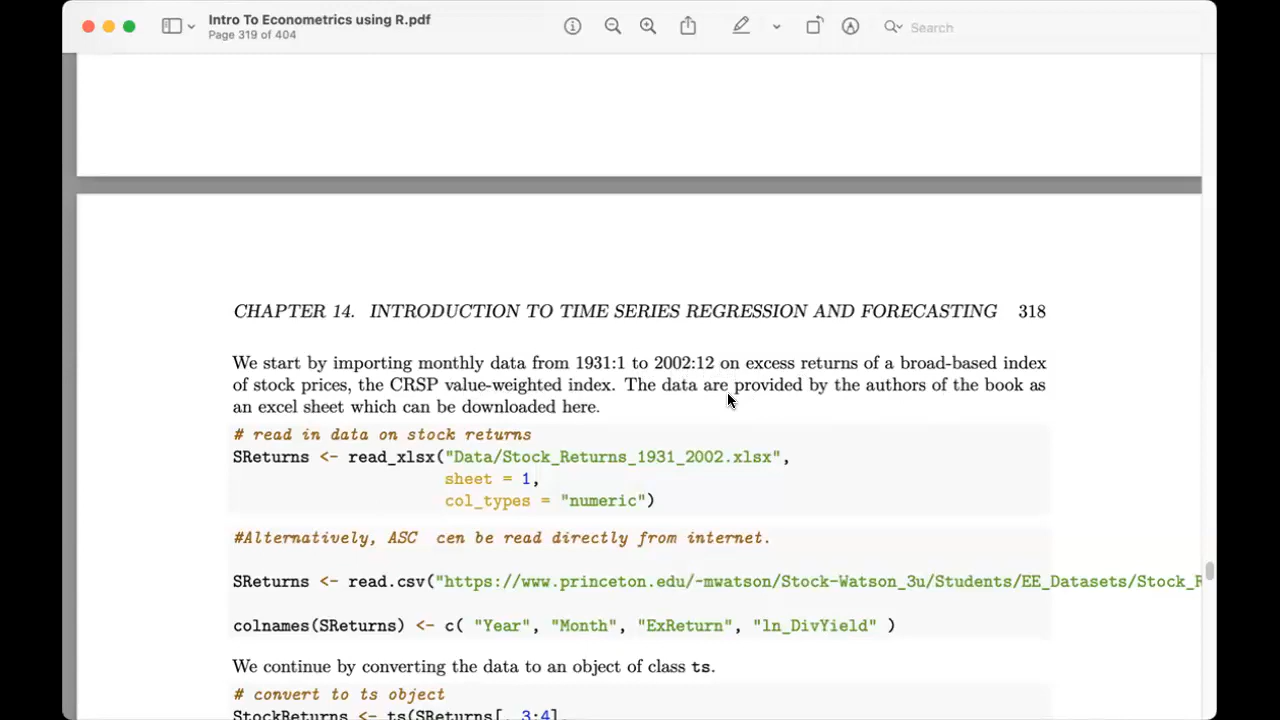 Intro To Econometrics using R.pdf
Page 319 of 404
Search
CHAPTER 14. INTRODUCTION TO TIME SERIES REGRESSION AND FORECASTING 318
We start by importing monthly data from 1931:1 to 2002:12 on excess returns of a broad-based index
of stock prices, the CRSP value-weighted index. The data are provided by the authors of the book as
an excel sheet which can be downloaded here.
# read in data on stock returns
SReturns <- read_xlsx("Data/Stock_Returns_1931_2002.xlsx",
sheet = 1,
col_types = "numeric")
#Alternatively, ASC can be read directly from internet.
SReturns <- read.csv("https://www.princeton.edu/~mwatson/Stock-Watson_3u/Students/EE_Datasets/Stock_R
colnames(SReturns) <- c( "Year", "Month", "ExReturn", "ln_DivYield" )
We continue by converting the data to an object of class ts.
# convert to ts object
StockReturns <- ts(SReturns[, 3:4],